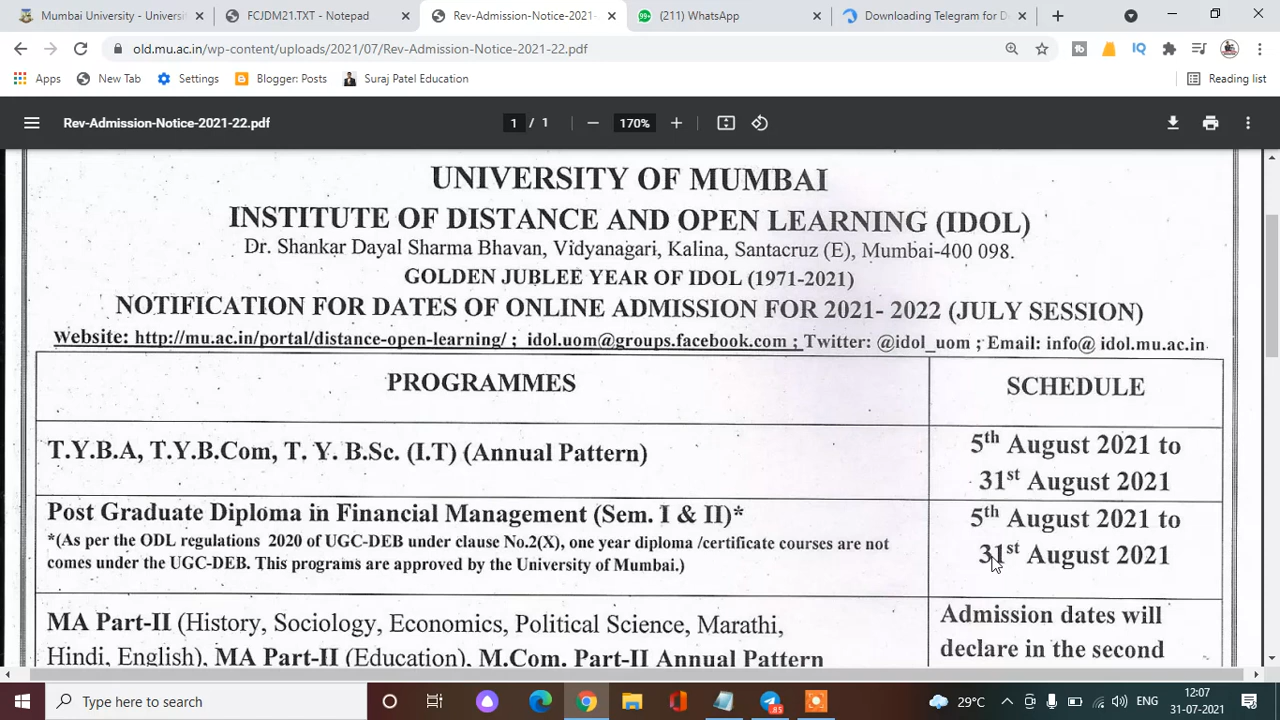 Mumbai University - Universi
FCJDM21.TXT - Notepad
Rev-Admission-Notice-2021-
99+
(211) WhatsApp
Downloading Telegram for D
old.mu.ac.in/wp-content/uploads/2021/07/Rev-Admission-Notice-2021-22.pdf
IQ
Apps
New Tab
Settings
Blogger: Posts
Suraj Patel Education
Reading list
Rev-Admission-Notice-2021-22.pdf
1 / 1
170%
UNIVERSITY OF MUMBAI
INSTITUTE OF DISTANCE AND OPEN LEARNING (IDOL)
Dr. Shankar Dayal Sharma Bhavan, Vidyanagari, Kalina, Santacruz (E), Mumbai-400 098.
GOLDEN JUBLEE YEAR OF IDOL (1971-2021)
NOTIFICATION FOR DATES OF ONLINE ADMISSION FOR 2021- 2022 (JULY SESSION)
Website: http://mu.ac.in/portal/distance-open-learning/ ; idol.uom@groups.facebook.com ; Twitter: @idol_uom ; Email: info@ idol.mu.ac.in
PROGRAMMES
SCHEDULE
T.Y.B.A, T.Y.B.Com, T. Y. B.Sc. (I.T) (Annual Pattern)
5th August 2021 to
31st August 2021
Post Graduate Diploma in Financial Management (Sem. I & II)*
*(As per the ODL regulations 2020 of UGC-DEB under clause No.2(X), one year diploma /certificate courses are not
comes under the UGC-DEB. This programs are approved by the University of Mumbai.)
5th August 2021 to
31st August 2021
MA Part-II (History, Sociology, Economics, Political Science, Marathi,
Hindi, English), MA Part-II (Education), M.Com. Part-II Annual Pattern
Admission dates will
declare in the second
Type here to search
85
29°C
ENG
12:07
31-07-2021